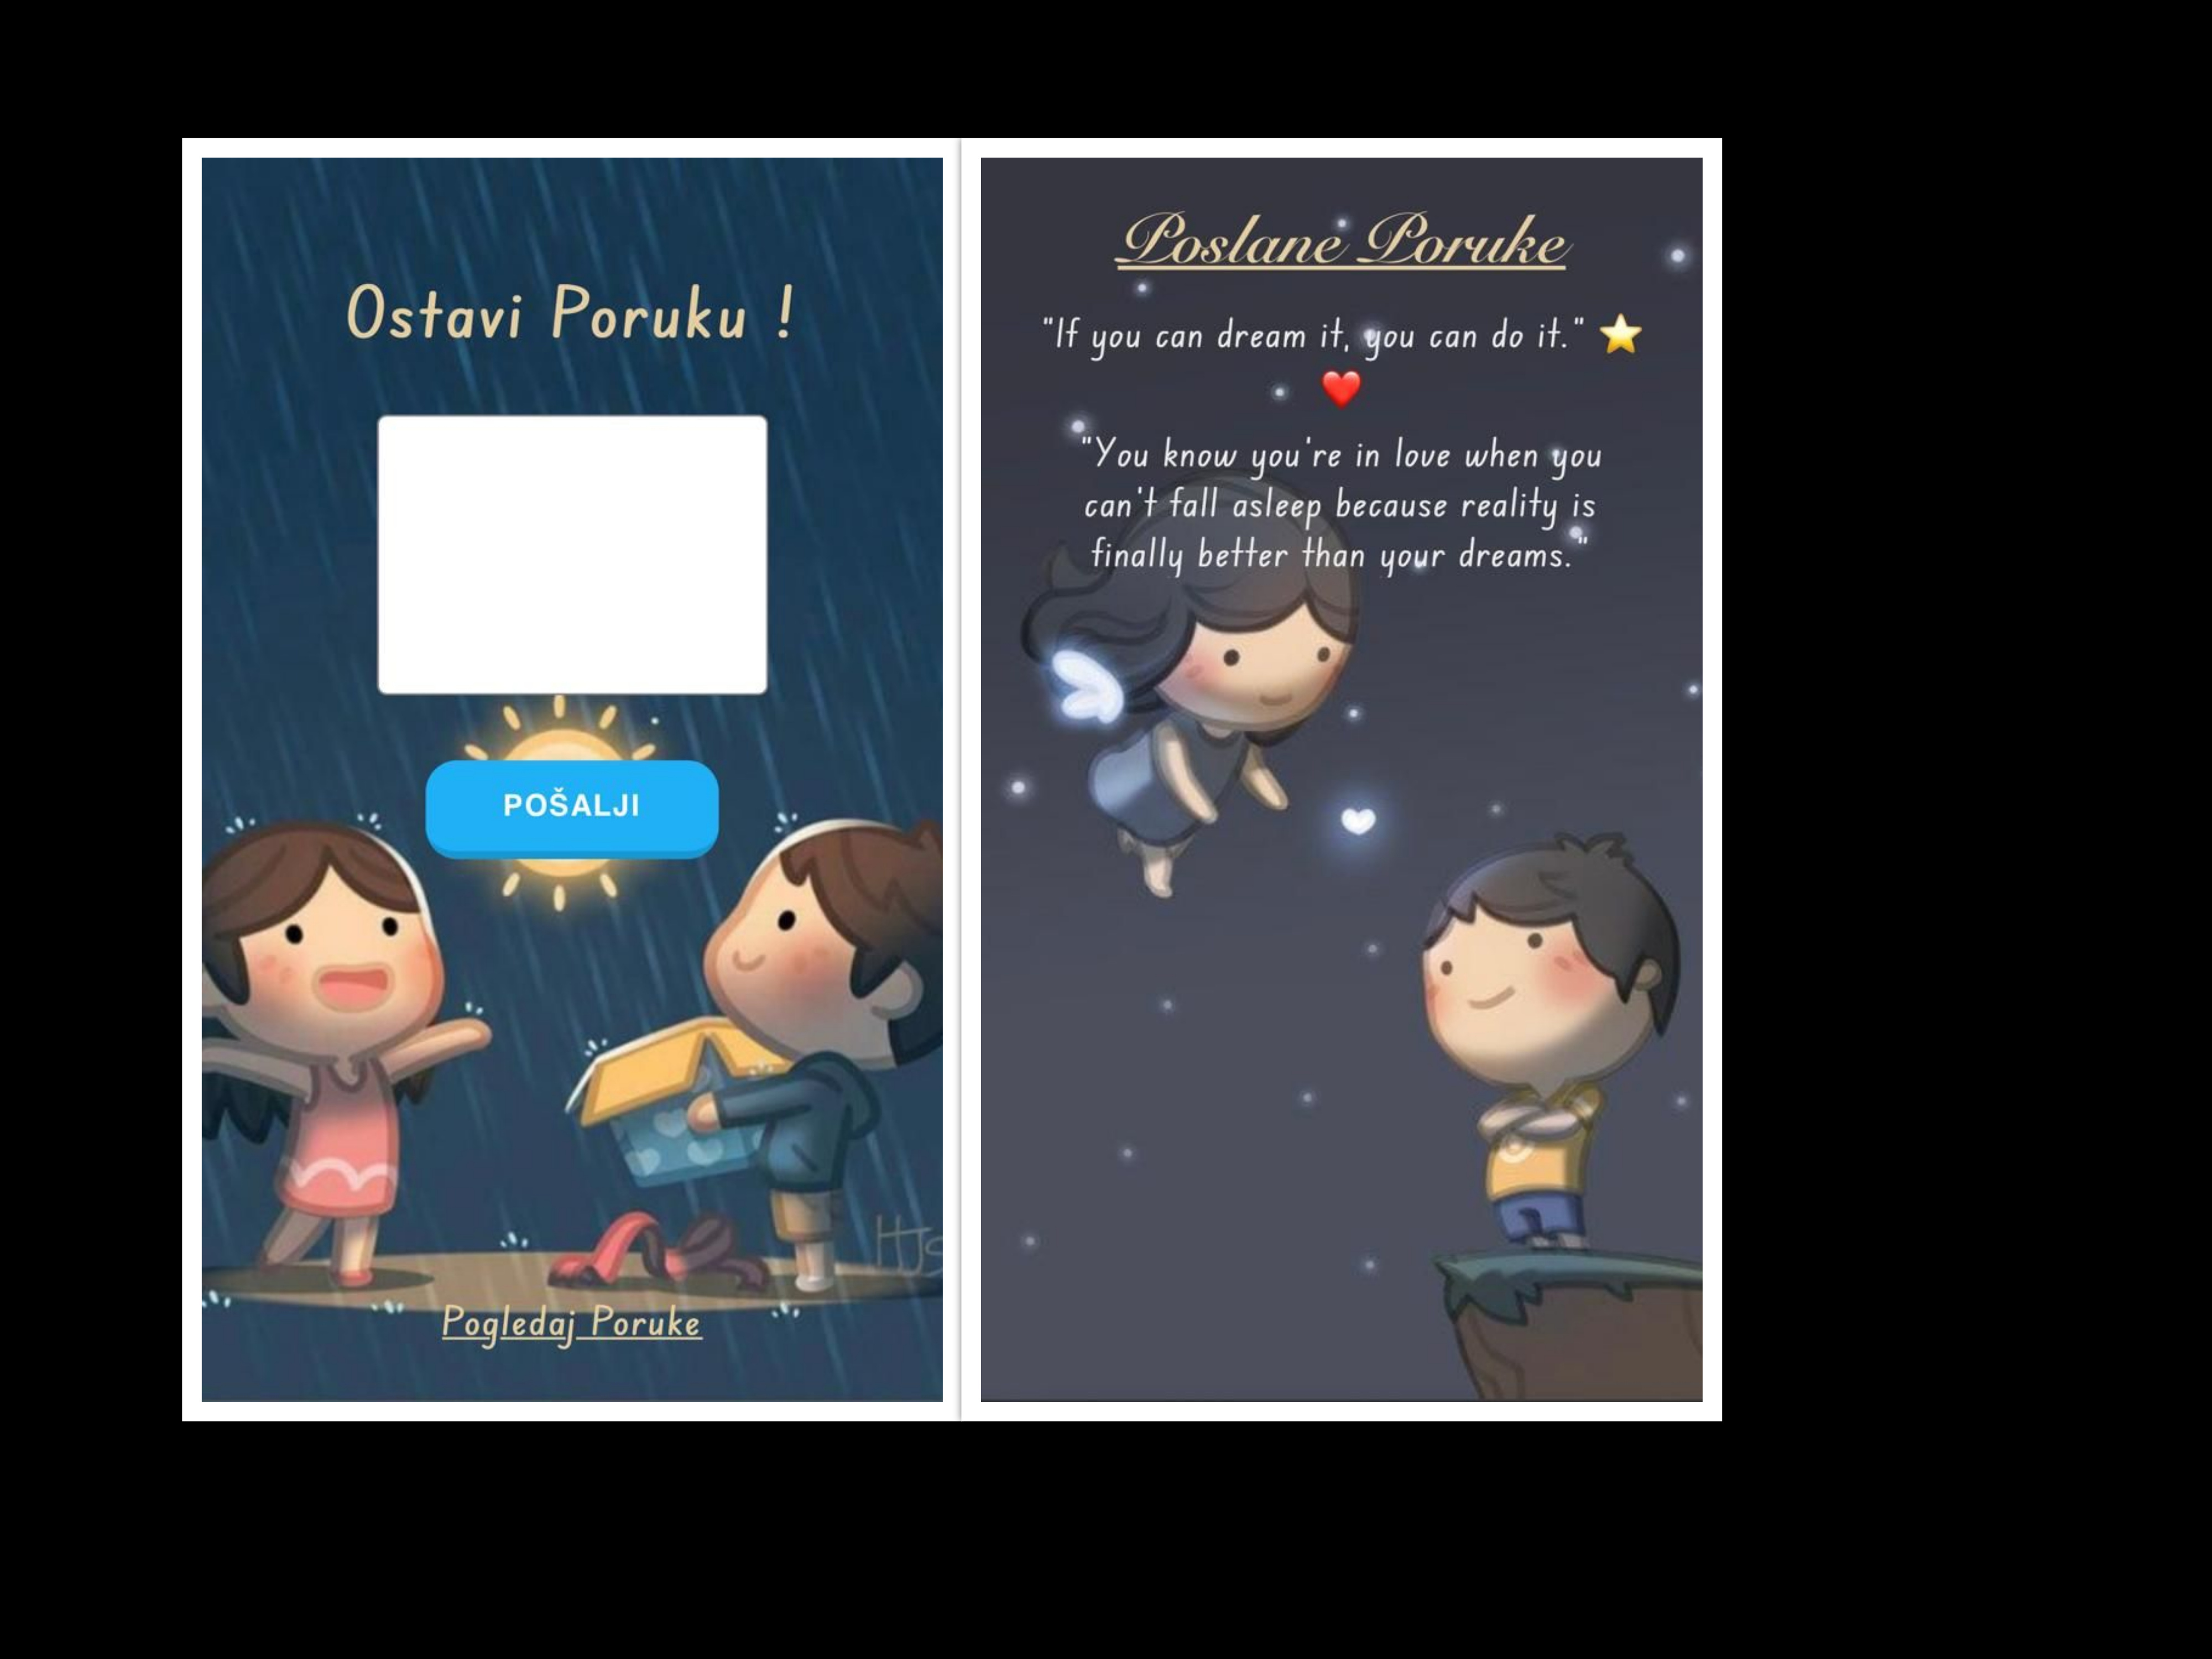 Ostavi Poruku !
POŠALJI
HJS
Pogledaj Poruke
Poslane Poruke
"If you can dream it, you can do it." ⭐
❤️
"You know you're in love when you
can't fall asleep because reality is
finally better than your dreams."